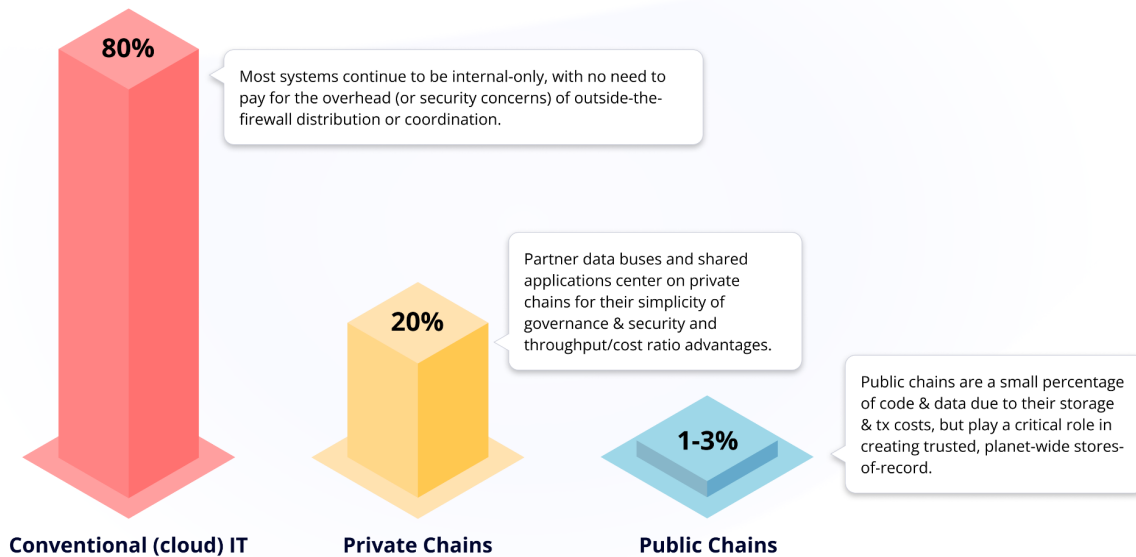 80%
Most systems continue to be internal-only, with no need to
pay for the overhead (or security concerns) of outside-the-
firewall distribution or coordination.
Partner data buses and shared
applications center on private
chains for their simplicity of
governance & security and
throughput/cost ratio advantages.
20%
Public chains are a small percentage
of code & data due to their storage
& tx costs, but play a critical role in
creating trusted, planet-wide stores-
of-record.
1-3%
Conventional (cloud) IT
Private Chains
Public Chains